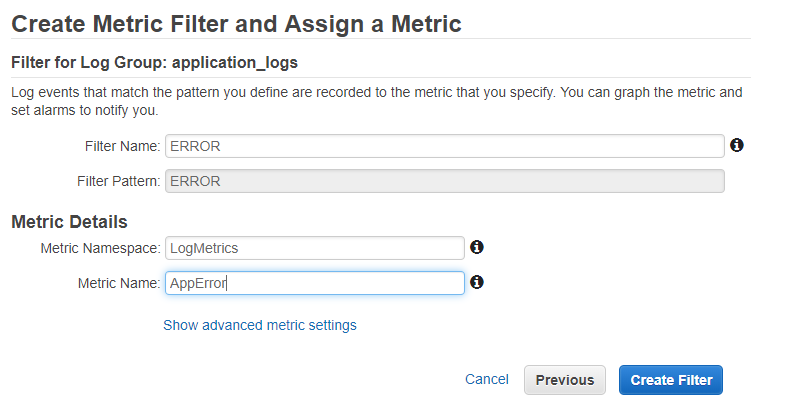 Create Metric Filter and Assign a Metric
Filter for Log Group: application_logs
Log events that match the pattern you define are recorded to the metric that you specify. You can graph the metric and
set alarms to notify you.
Filter Name: ERROR
Filter Pattern: ERROR
Metric Details
Metric Namespace: LogMetrics
Metric Name: AppError
Show advanced metric settings
Cancel Previous Create Filter